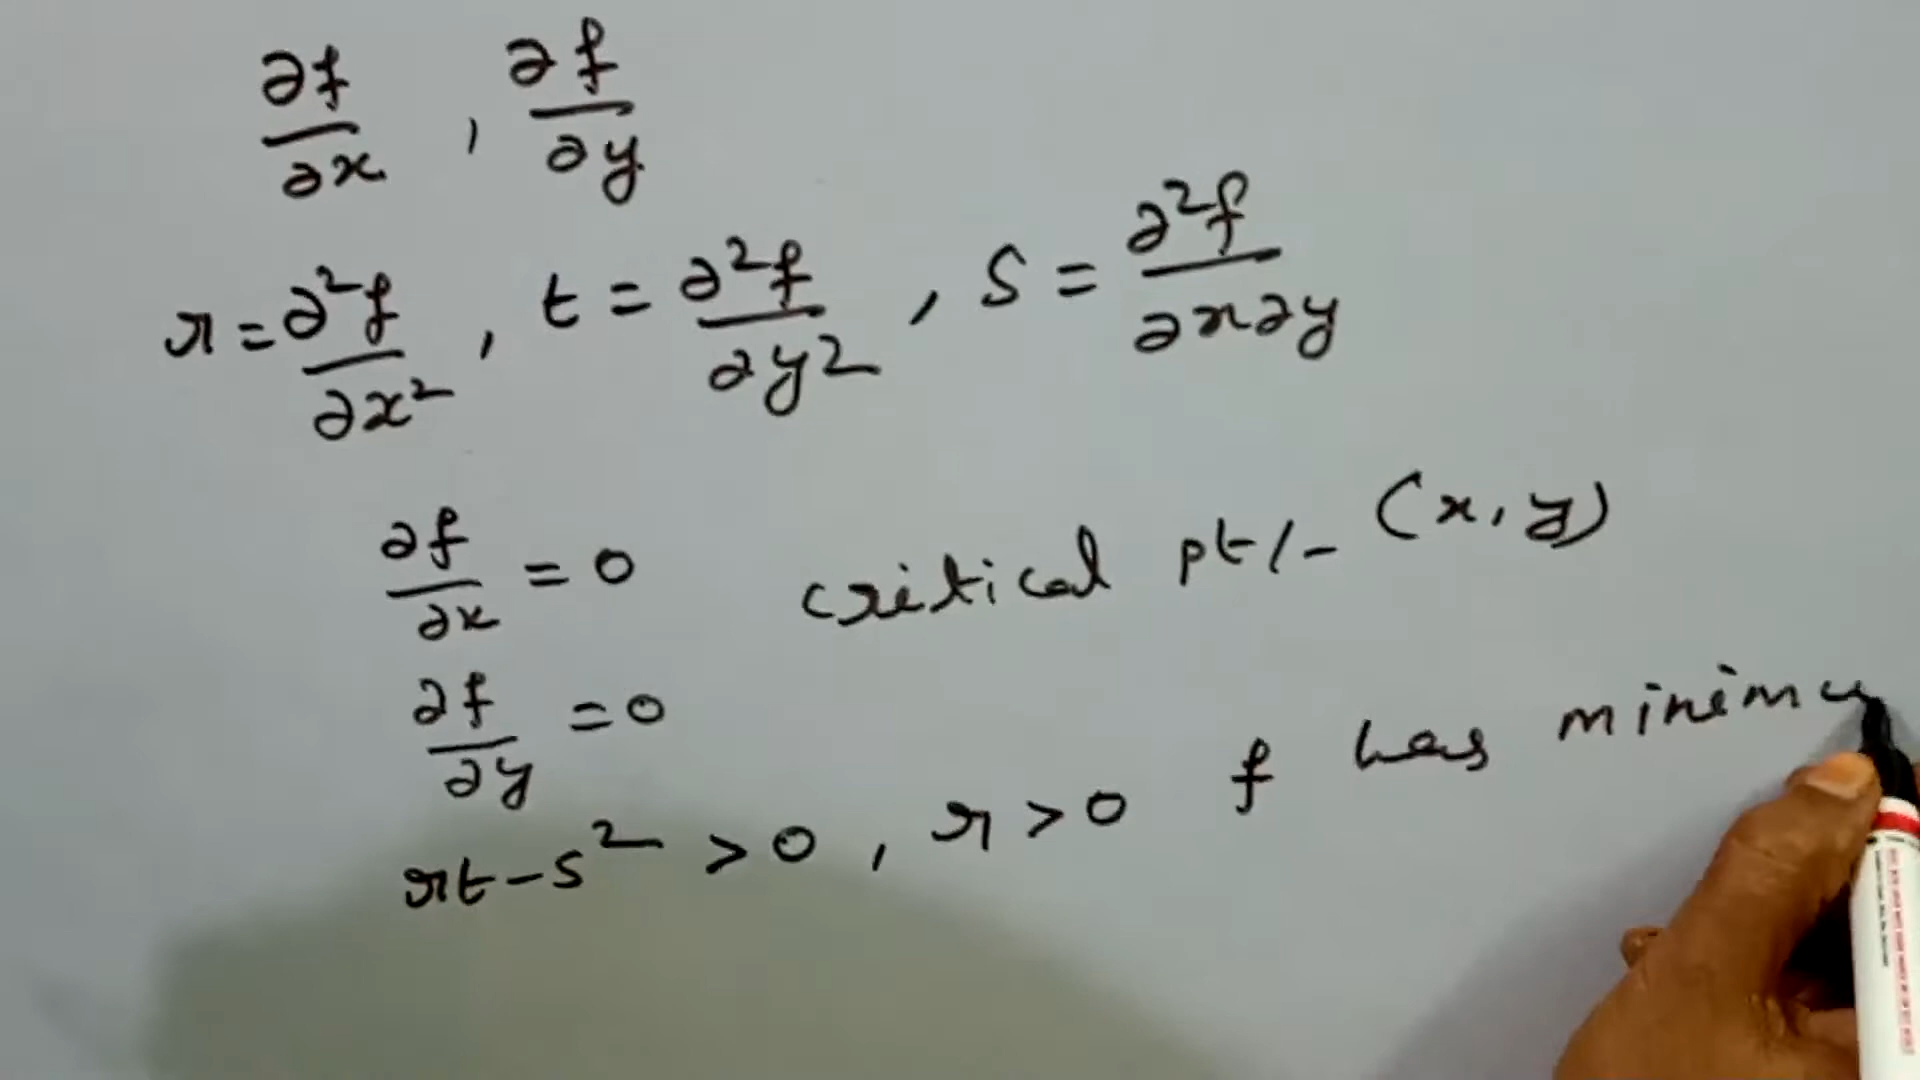 ∂f/∂x , ∂f/∂y
r = ∂²f/∂x² , t = ∂²f/∂y² , s = ∂²f/∂x∂y
∂f/∂x = 0 critical pt/- (x, y)
∂f/∂y = 0
rt - s² > 0 , r > 0 f has minimu